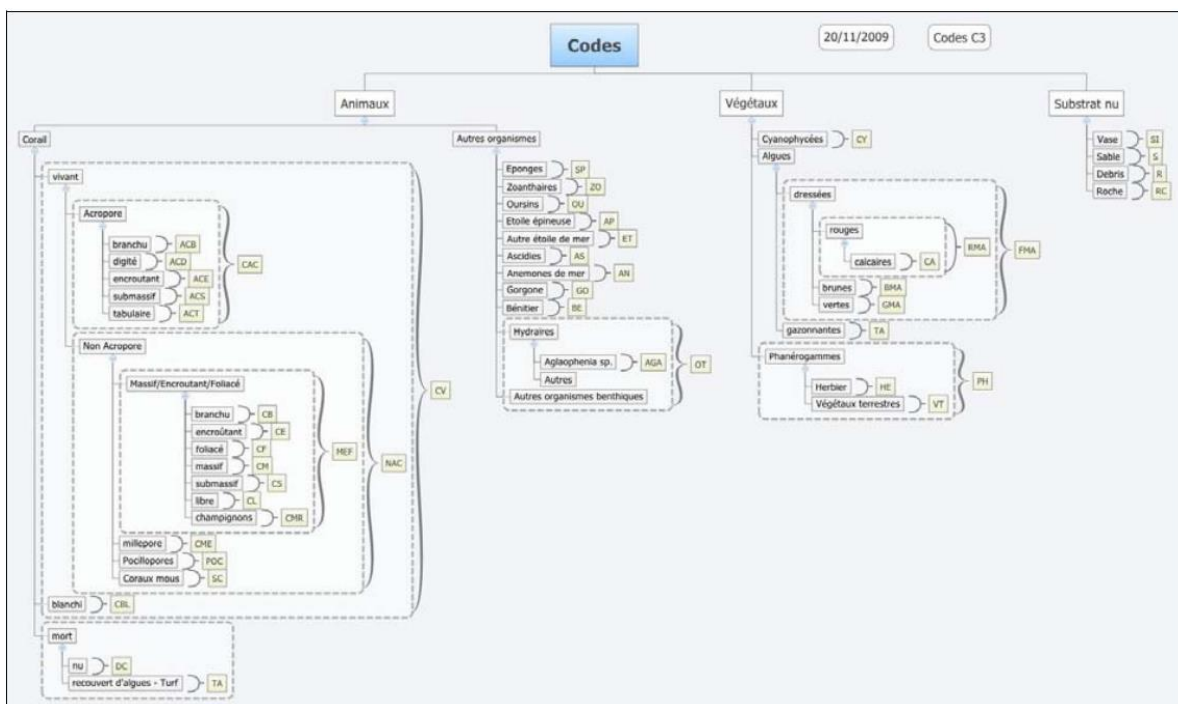 Codes
20/11/2009
Codes C3
Animaux
Végétaux
Substrat nu
Corail
vivant
Acropore
branchu ACB
digité ACD
encroutant ACE
submassif ACS
tabulaire ACT
CAC
Non Acropore
Massif/Encroutant/Foliacé
branchu CB
encroûtant CE
foliacé CF
massif CM
submassif CS
libre CL
champignons CMR
MEF
millepore CME
Pocillopores POC
Coraux mous SC
NAC
CV
blanchi CBL
mort
nu DC
recouvert d'algues - Turf TA
Autres organismes
Eponges SP
Zoanthaires ZO
Oursins OU
Etoile épineuse AP
Autre étoile de mer ET
Ascidies AS
Anemones de mer AN
Gorgone GO
Bénitier BE
Hydraires
Aglaophenia sp. AGA
Autres
Autres organismes benthiques
OT
Cyanophycées CY
Algues
dressées
rouges
calcaires CA
RMA
brunes BMA
vertes GMA
FMA
gazonnantes TA
Phanérogammes
Herbier HE
Végétaux terrestres VT
PH
Vase SI
Sable S
Debris R
Roche RC